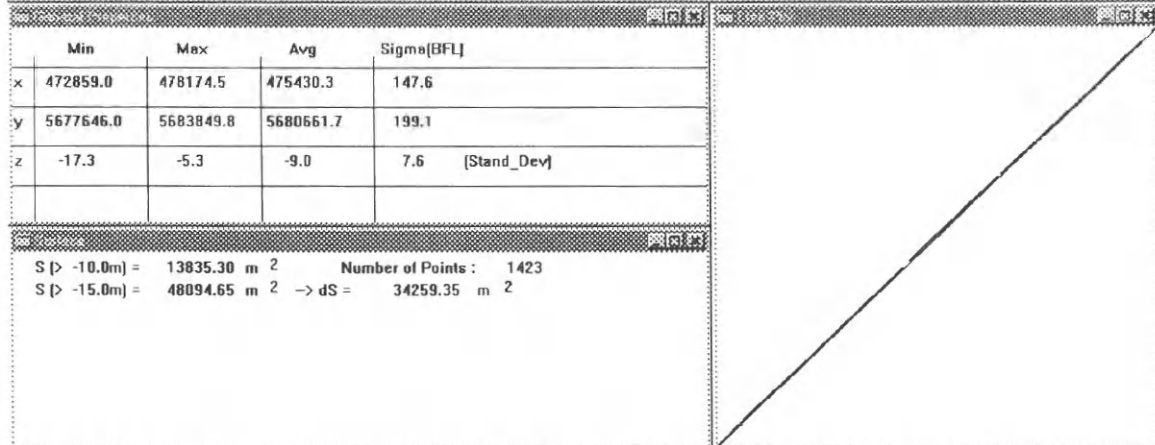 Min Max Avg Sigma(BFL)
x 472859.0 478174.5 475430.3 147.6
y 5677646.0 5683849.8 5680661.7 199.1
z -17.3 -5.3 -9.0 7.6 (Stand_Dev)
S (> -10.0m) = 13835.30 m 2 Number of Points : 1423
S (> -15.0m) = 48094.65 m 2 -> dS = 34259.35 m 2